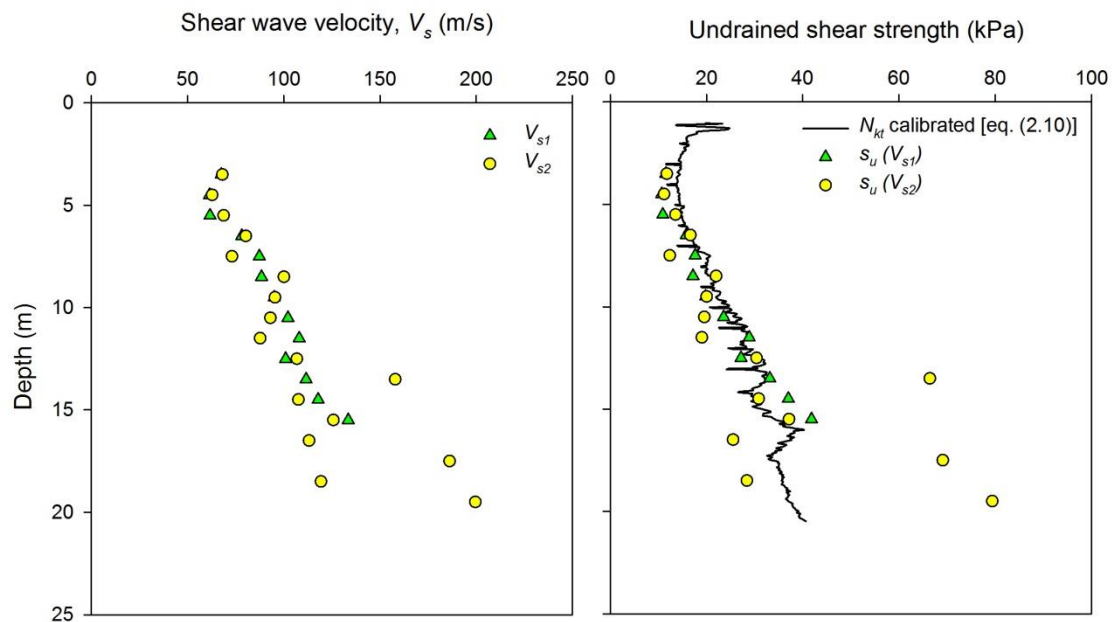 Shear wave velocity, Vs (m/s)
0 50 100 150 200 250
Depth (m)
0
5
10
15
20
25
Vs1
Vs2
Undrained shear strength (kPa)
0 20 40 60 80 100
Nkt calibrated [eq. (2.10)]
su (Vs1)
su (Vs2)